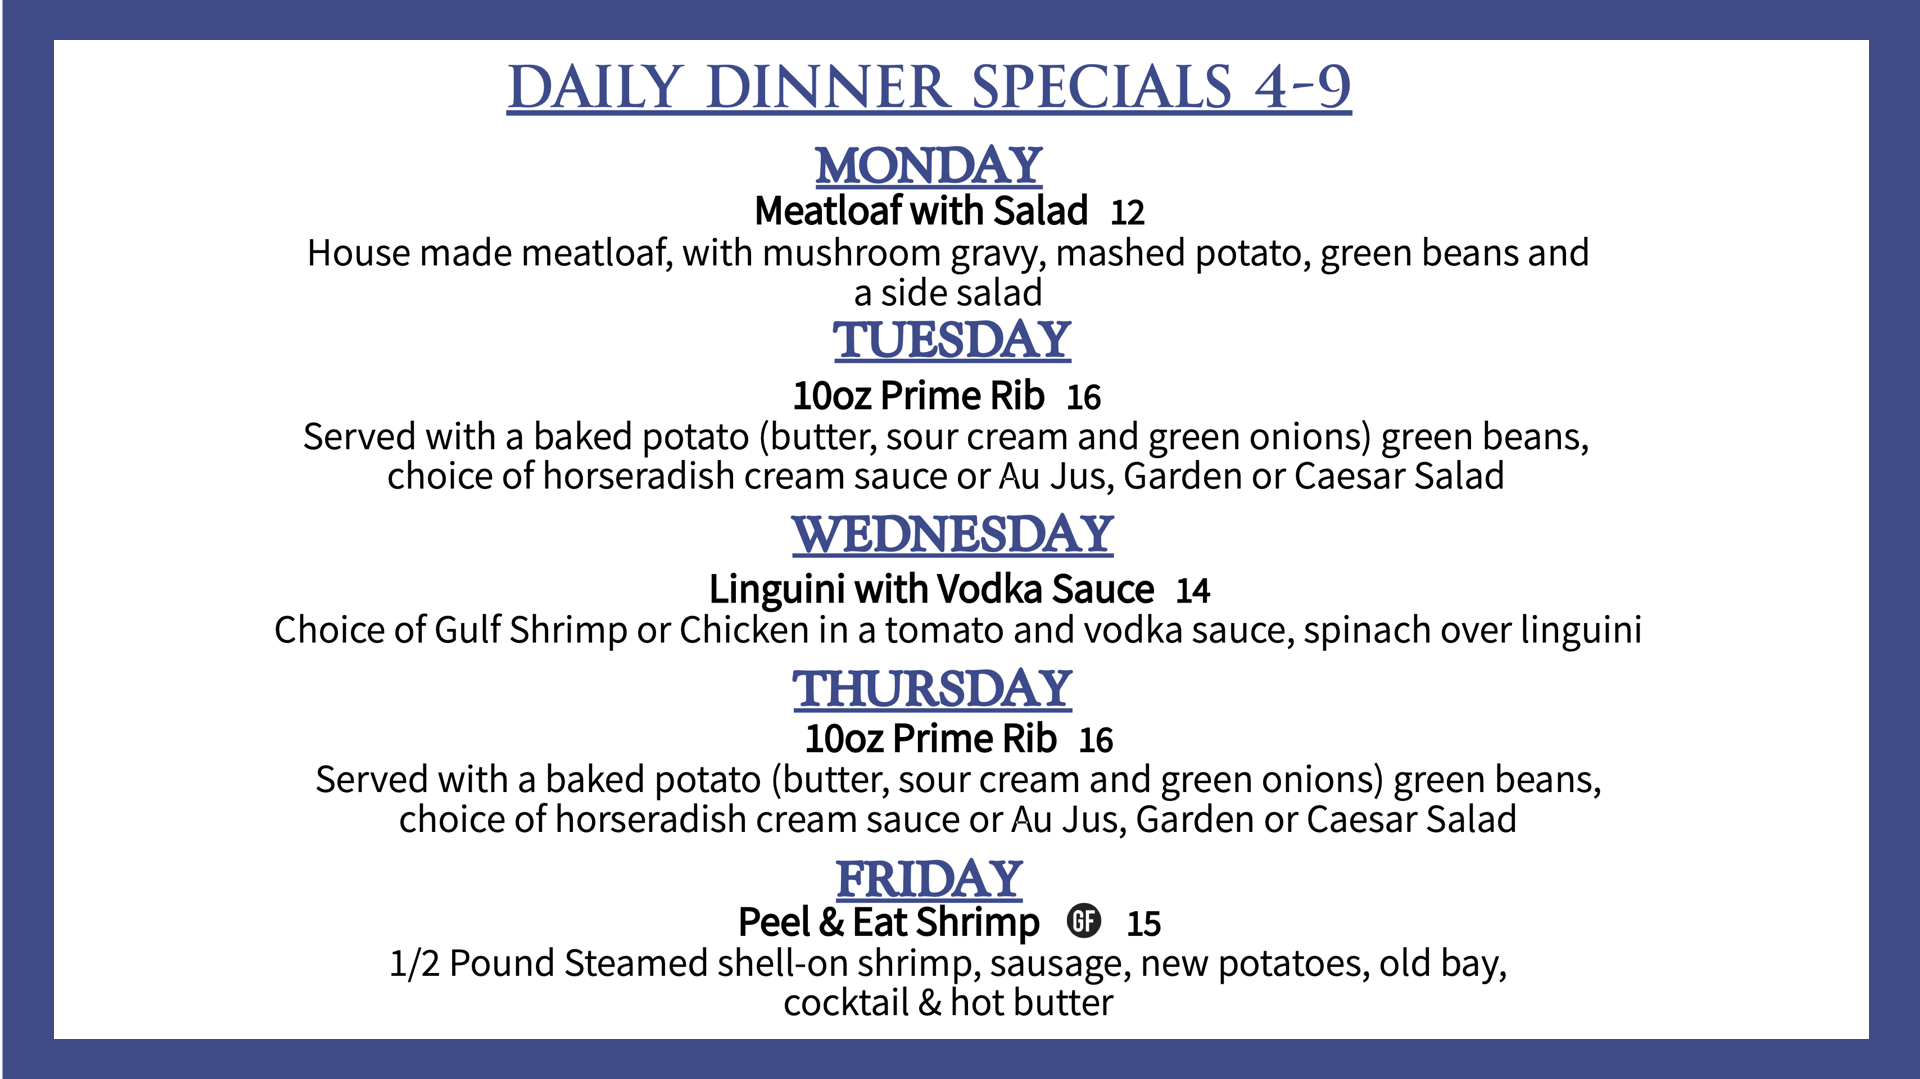 DAILY DINNER SPECIALS 4-9
MONDAY
Meatloaf with Salad 12
House made meatloaf, with mushroom gravy, mashed potato, green beans and
a side salad
TUESDAY
10oz Prime Rib 16
Served with a baked potato (butter, sour cream and green onions) green beans,
choice of horseradish cream sauce or Au Jus, Garden or Caesar Salad
WEDNESDAY
Linguini with Vodka Sauce 14
Choice of Gulf Shrimp or Chicken in a tomato and vodka sauce, spinach over linguini
THURSDAY
10oz Prime Rib 16
Served with a baked potato (butter, sour cream and green onions) green beans,
choice of horseradish cream sauce or Au Jus, Garden or Caesar Salad
FRIDAY
Peel & Eat Shrimp GF 15
1/2 Pound Steamed shell-on shrimp, sausage, new potatoes, old bay,
cocktail & hot butter